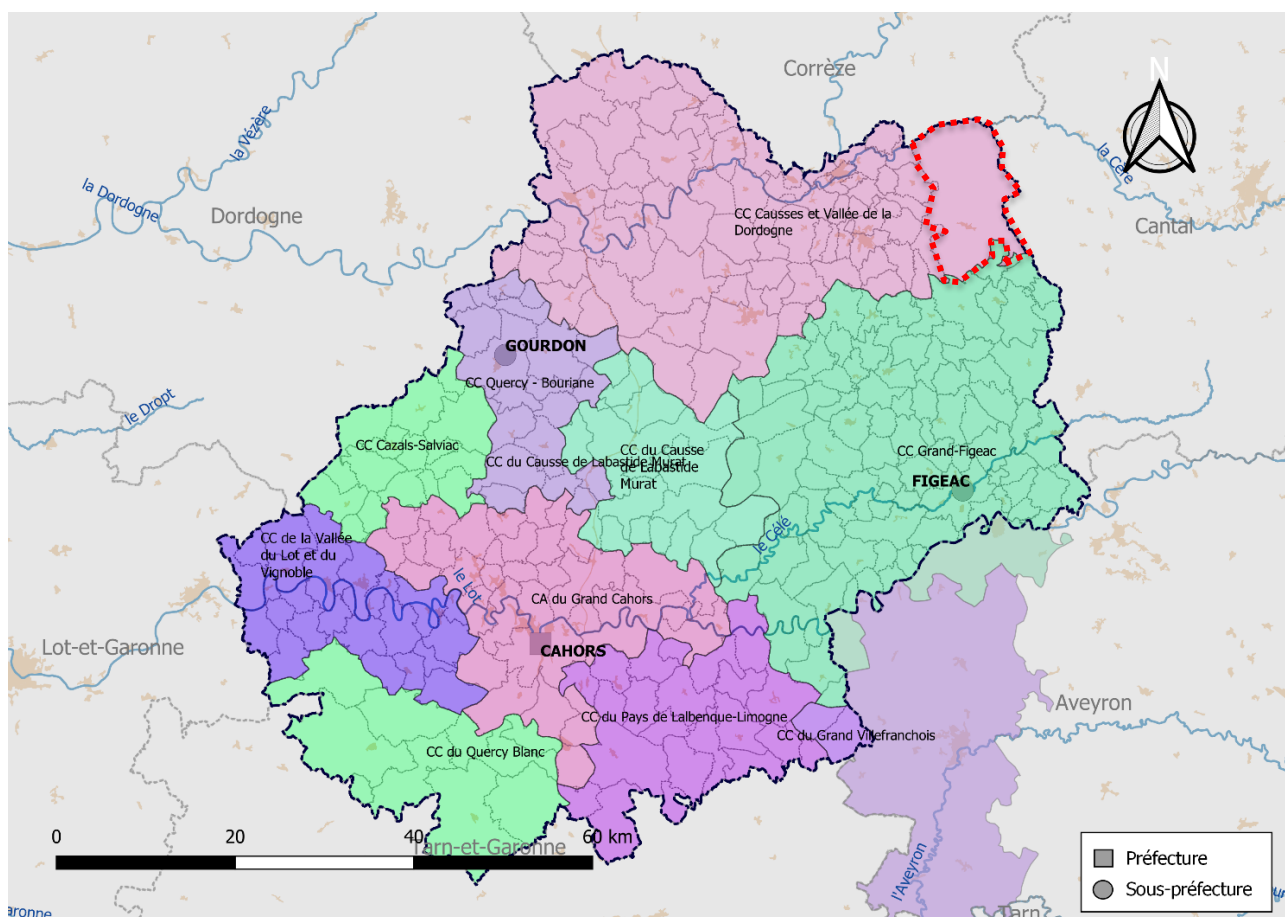 Corrèze
N
la Vézère
la Cère
la Dordogne
Dordogne
CC Causses et Vallée de la
Dordogne
Cantal
GOURDON
CC Quercy - Bouriane
le Dropt
CC Cazals-Salviac
CC du Causse de Labastide Murat
CC du Causse
de Labastide
Murat
CC Grand-Figeac
FIGEAC
CC de la Vallée
du Lot et du
Vignoble
le Célé
le Lot
CA du Grand Cahors
Lot-et-Garonne
CAHORS
CC du Pays de Lalbenque-Limogne
Aveyron
CC du Grand Villefranchois
CC du Quercy Blanc
0
20
40
60 km
Tarn-et-Garonne
l'Aveyron
Préfecture
Sous-préfecture
Tarn
aronne